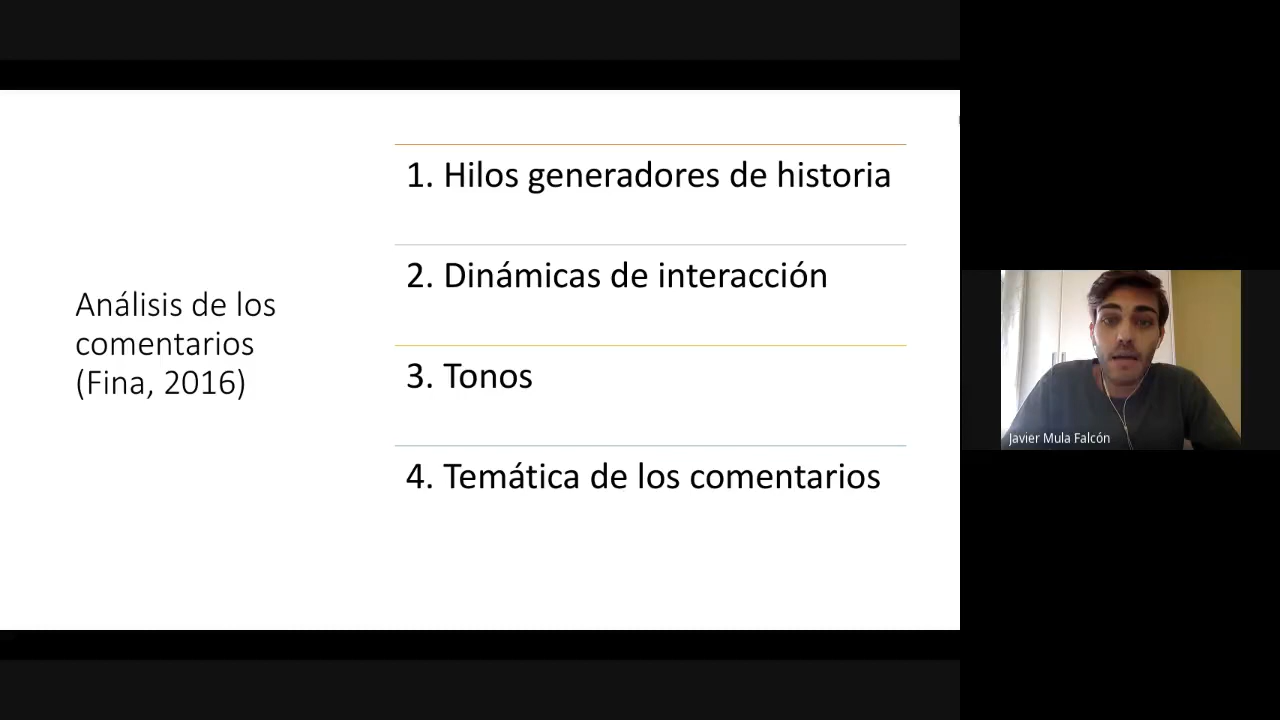 Análisis de los
comentarios
(Fina, 2016)
1. Hilos generadores de historia
2. Dinámicas de interacción
3. Tonos
4. Temática de los comentarios
Javier Mula Falcón